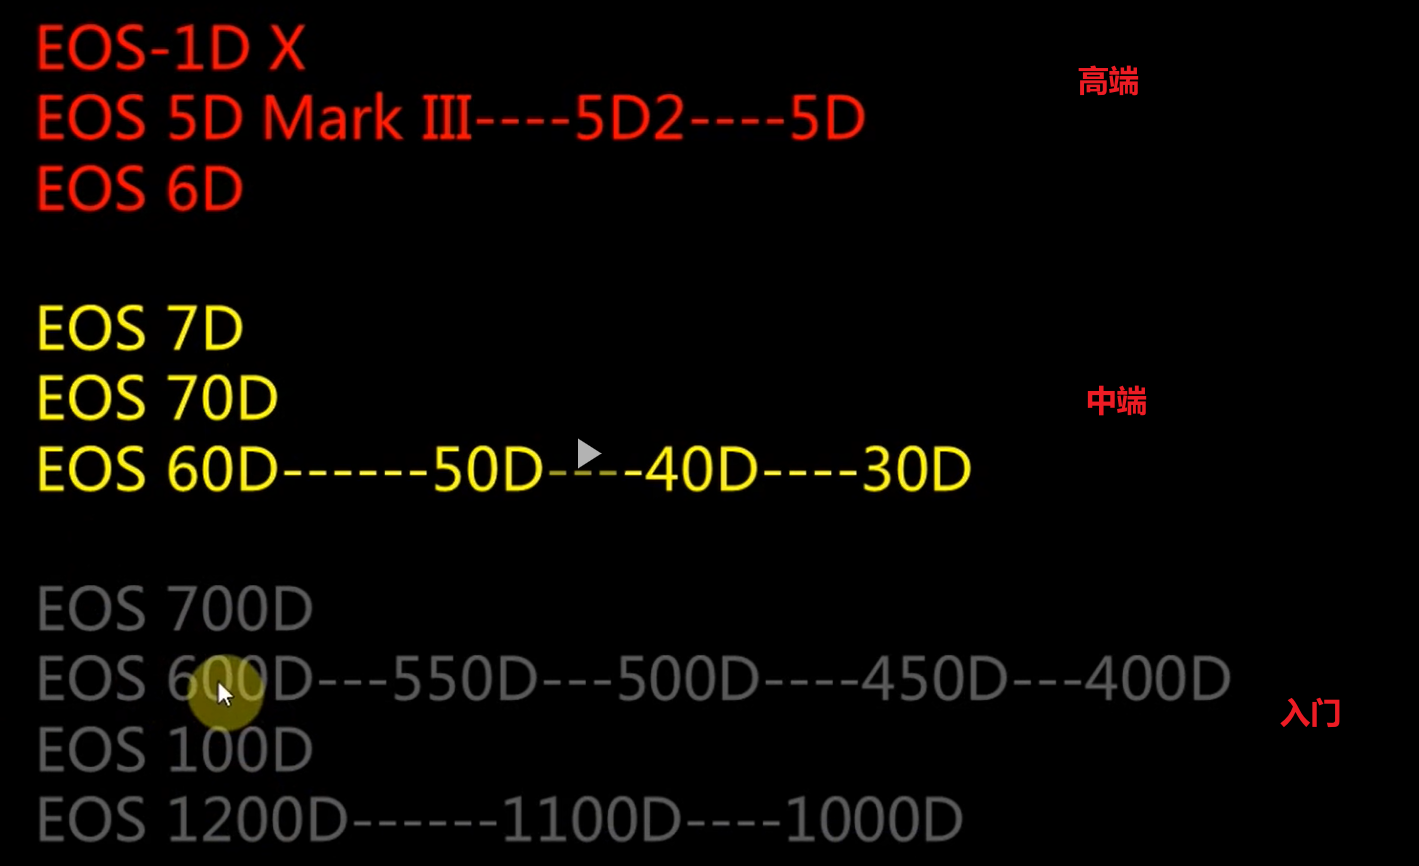 EOS-1D X
高端
EOS 5D Mark III----5D2----5D
EOS 6D
EOS 7D
EOS 70D
中端
EOS 60D------50D----40D----30D
EOS 700D
EOS 600D---550D---500D----450D---400D
入门
EOS 100D
EOS 1200D------1100D----1000D